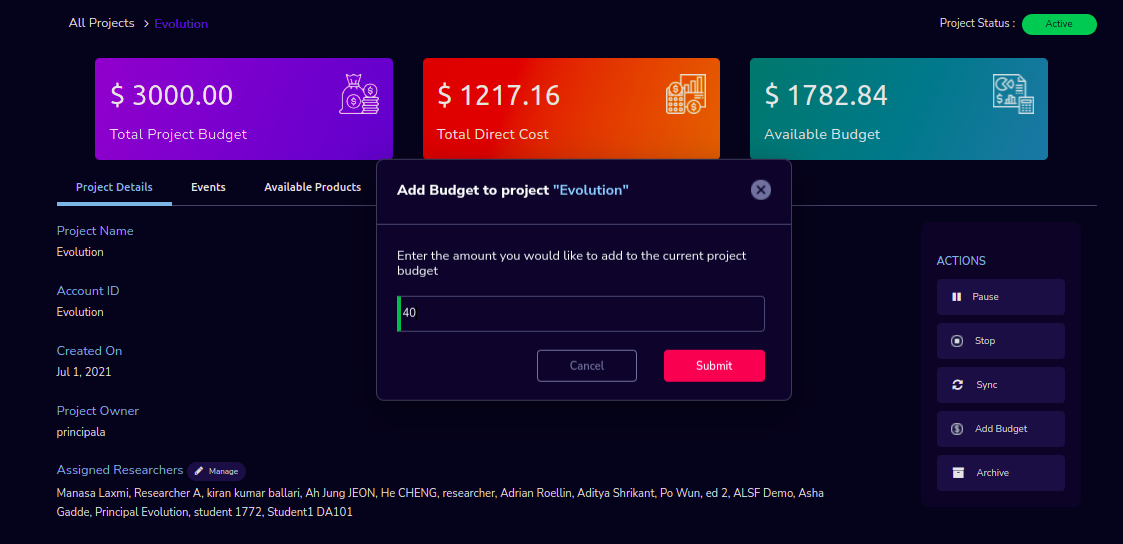 All Projects > Evolution
Project Status : Active
$ 3000.00
Total Project Budget
$ 1217.16
Total Direct Cost
$ 1782.84
Available Budget
Project Details Events Available Products
Add Budget to project "Evolution"
Enter the amount you would like to add to the current project
budget
40
Cancel Submit
Project Name
Evolution
Account ID
Evolution
Created On
Jul 1, 2021
Project Owner
principala
Assigned Researchers Manage
Manasa Laxmi, Researcher A, kiran kumar ballari, Ah Jung JEON, He CHENG, researcher, Adrian Roellin, Aditya Shrikant, Po Wun, ed 2, ALSF Demo, Asha
Gadde, Principal Evolution, student 1772, Student1 DA101
ACTIONS
Pause
Stop
Sync
Add Budget
Archive